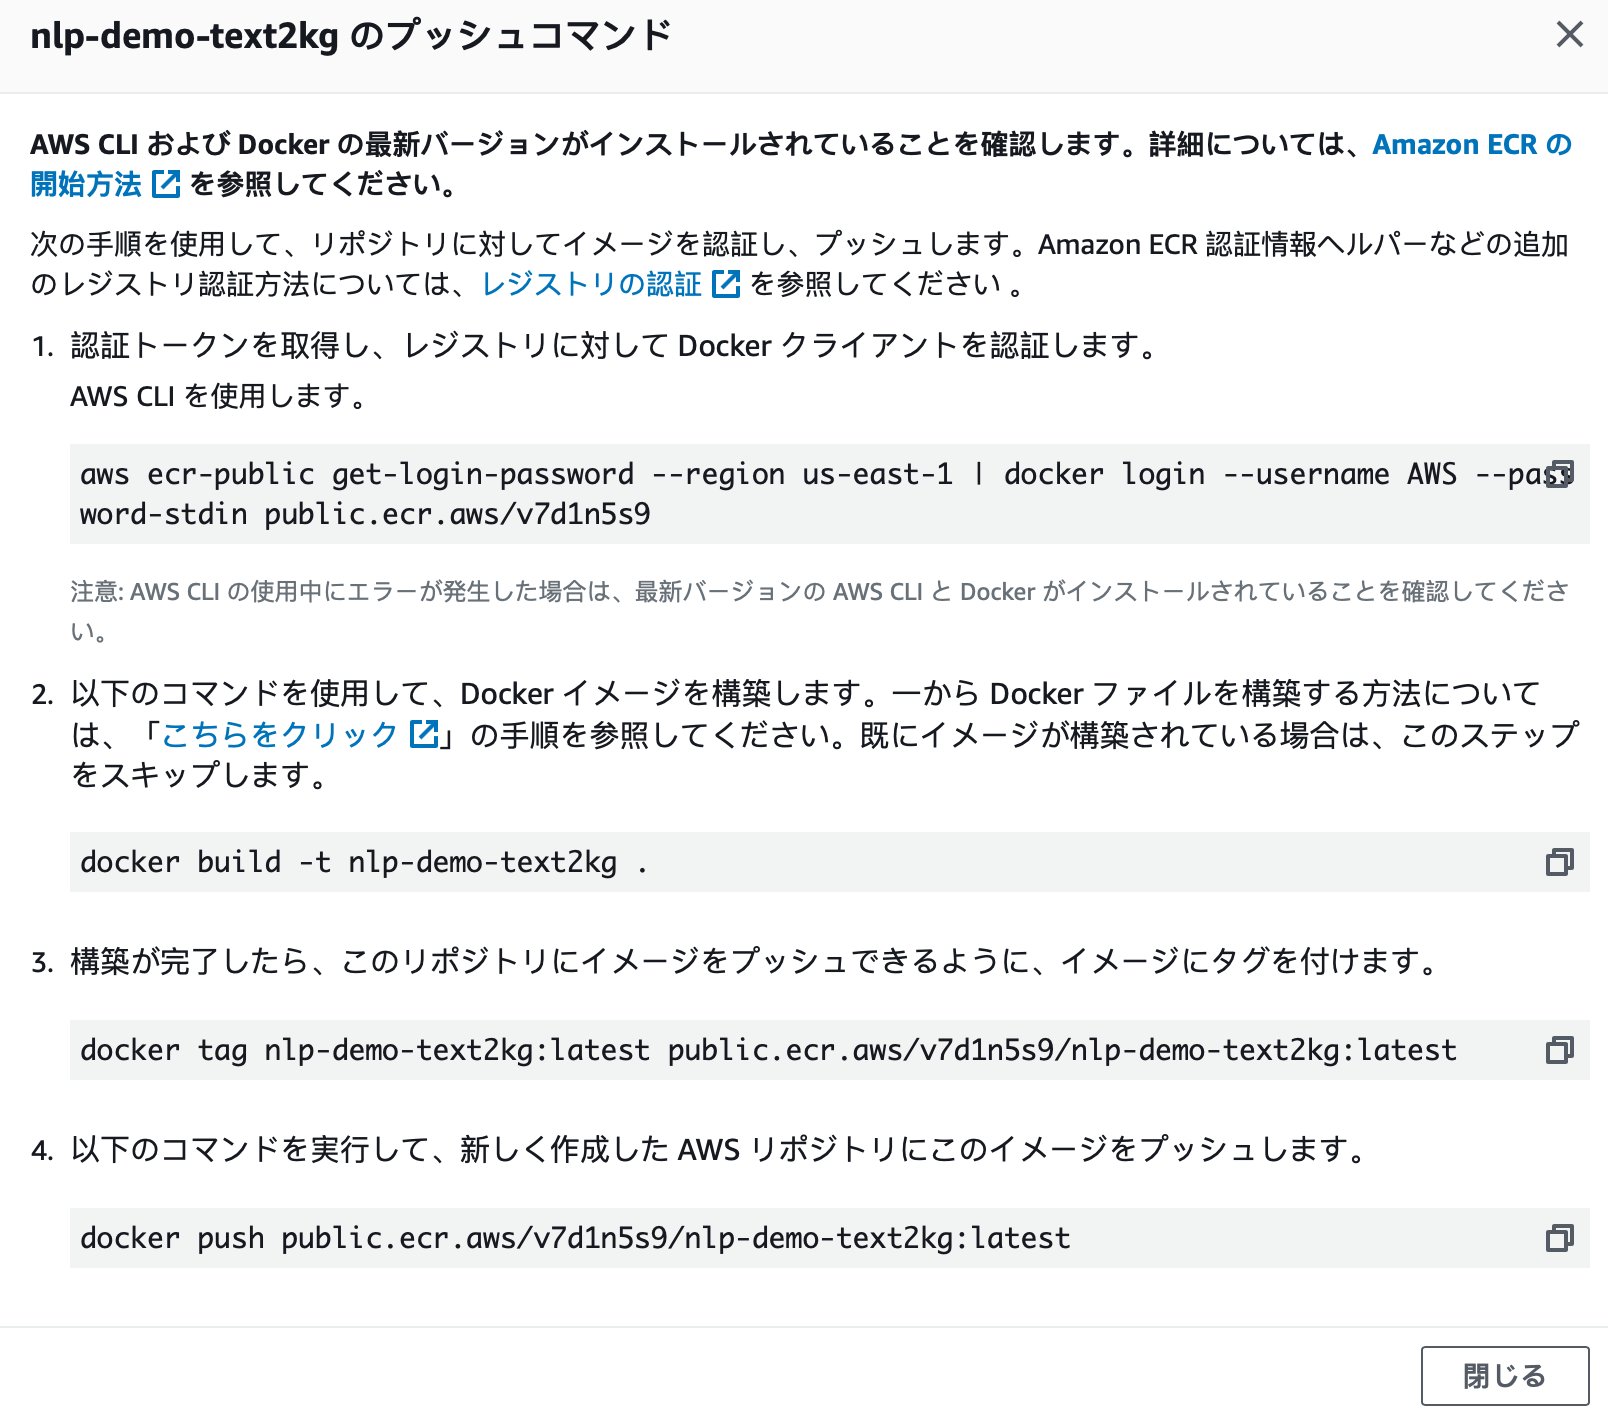 nlp-demo-text2kg のプッシュコマンド
AWS CLI および Docker の最新バージョンがインストールされていることを確認します。詳細については、Amazon ECR の
開始方法 を参照してください。
次の手順を使用して、リポジトリに対してイメージを認証し、プッシュします。Amazon ECR 認証情報ヘルパーなどの追加
のレジストリ認証方法については、レジストリの認証 を参照してください 。
1. 認証トークンを取得し、レジストリに対して Docker クライアントを認証します。
AWS CLI を使用します。
aws ecr-public get-login-password --region us-east-1 | docker login --username AWS --pass
word-stdin public.ecr.aws/v7d1n5s9
注意: AWS CLI の使用中にエラーが発生した場合は、最新バージョンの AWS CLI と Docker がインストールされていることを確認してくださ
い。
2. 以下のコマンドを使用して、Docker イメージを構築します。一から Docker ファイルを構築する方法について
は、「こちらをクリック 」の手順を参照してください。既にイメージが構築されている場合は、このステップ
をスキップします。
docker build -t nlp-demo-text2kg .
3. 構築が完了したら、このリポジトリにイメージをプッシュできるように、イメージにタグを付けます。
docker tag nlp-demo-text2kg:latest public.ecr.aws/v7d1n5s9/nlp-demo-text2kg:latest
4. 以下のコマンドを実行して、新しく作成した AWS リポジトリにこのイメージをプッシュします。
docker push public.ecr.aws/v7d1n5s9/nlp-demo-text2kg:latest
閉じる